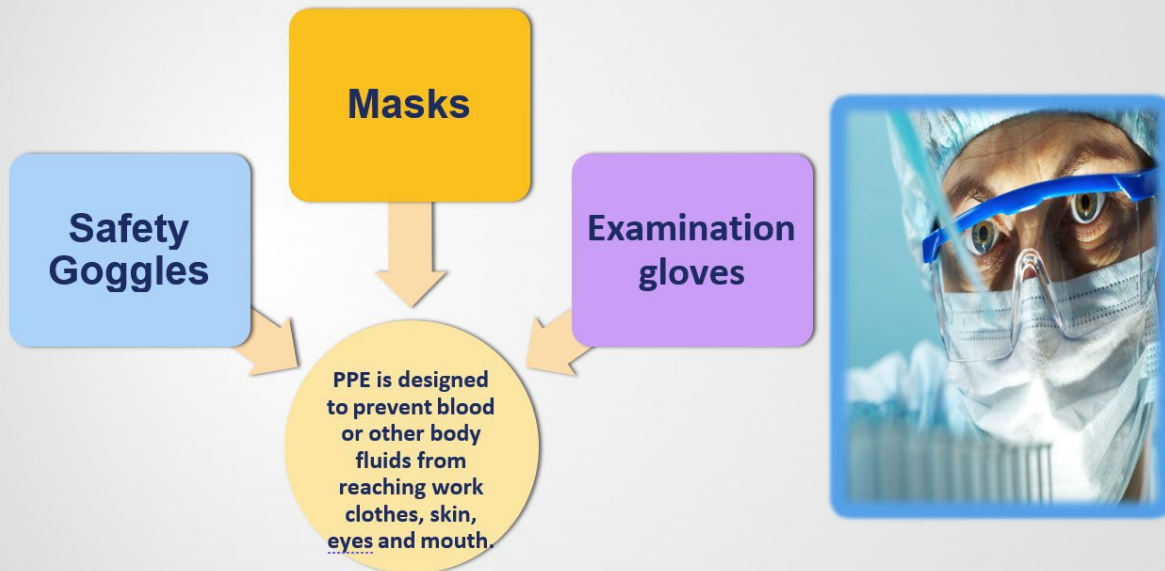 Masks
Safety
Goggles
Examination
gloves
PPE is designed
to prevent blood
or other body
fluids from
reaching work
clothes, skin,
eyes and mouth.